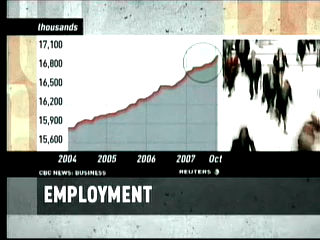 thousands
17,100
16,800
16,500
16,200
15,900
15,600
2004 2005 2006 2007 Oct
CBC NEWS: BUSINESS REUTERS
EMPLOYMENT